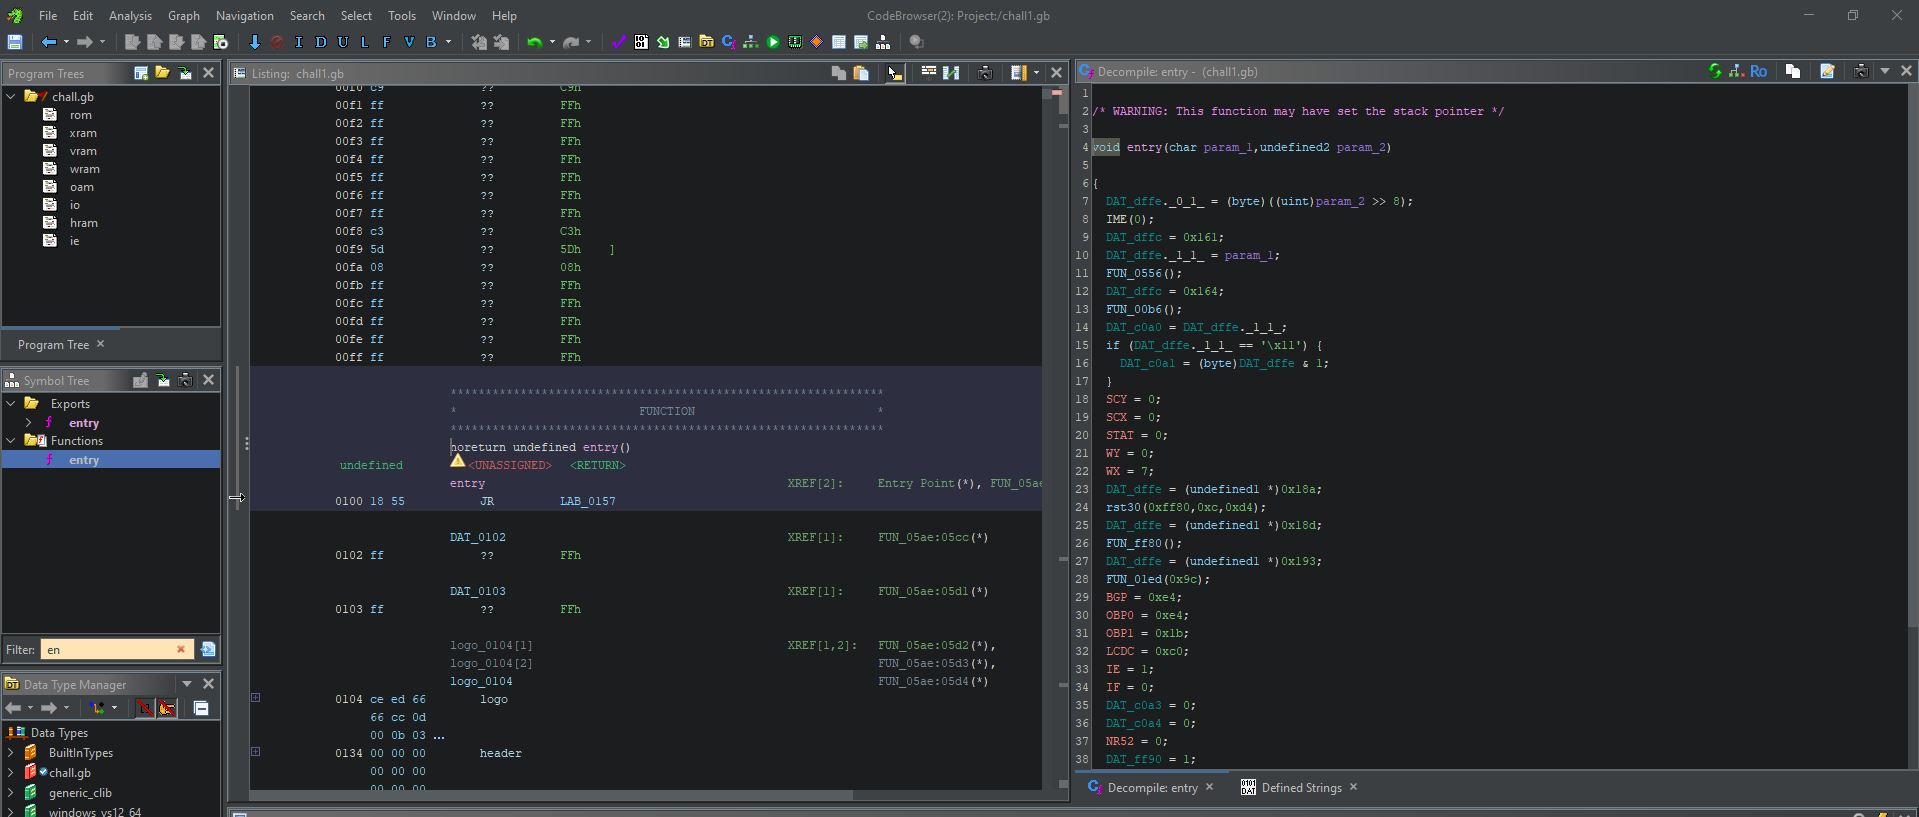 File Edit Analysis Graph Navigation Search Select Tools Window Help
CodeBrowser(2): Project:/chall1.gb
I D U L F V B
Program Trees
chall.gb
rom
xram
vram
wram
oam
io
hram
ie
Program Tree
Symbol Tree
Exports
entry
Functions
entry
Filter: en
Data Type Manager
Data Types
BuiltInTypes
chall.gb
generic_clib
windows_vs12_64
Listing: chall1.gb
00f0 c9 ?? C9h
00f1 ff ?? FFh
00f2 ff ?? FFh
00f3 ff ?? FFh
00f4 ff ?? FFh
00f5 ff ?? FFh
00f6 ff ?? FFh
00f7 ff ?? FFh
00f8 c3 ?? C3h
00f9 5d ?? 5Dh ]
00fa 08 ?? 08h
00fb ff ?? FFh
00fc ff ?? FFh
00fd ff ?? FFh
00fe ff ?? FFh
00ff ff ?? FFh
**************************************************************
* FUNCTION *
**************************************************************
noreturn undefined entry()
undefined <UNASSIGNED> <RETURN>
entry XREF[2]: Entry Point(*), FUN_05ae
0100 18 55 JR LAB_0157
DAT_0102 XREF[1]: FUN_05ae:05cc(*)
0102 ff ?? FFh
DAT_0103 XREF[1]: FUN_05ae:05d1(*)
0103 ff ?? FFh
logo_0104[1] XREF[1,2]: FUN_05ae:05d2(*),
logo_0104[2] FUN_05ae:05d3(*),
logo_0104 FUN_05ae:05d4(*)
0104 ce ed 66 logo
66 cc 0d
00 0b 03 ...
0134 00 00 00 header
00 00 00
00 00 00
Decompile: entry - (chall1.gb)
Ro
1
2 /* WARNING: This function may have set the stack pointer */
3
4 void entry(char param_1,undefined2 param_2)
5
6 {
7 DAT_dffe._0_1_ = (byte)((uint)param_2 >> 8);
8 IME(0);
9 DAT_dffc = 0x161;
10 DAT_dffe._1_1_ = param_1;
11 FUN_0556();
12 DAT_dffc = 0x164;
13 FUN_00b6();
14 DAT_c0a0 = DAT_dffe._1_1_;
15 if (DAT_dffe._1_1_ == '\x11') {
16 DAT_c0a1 = (byte)DAT_dffe & 1;
17 }
18 SCY = 0;
19 SCX = 0;
20 STAT = 0;
21 WY = 0;
22 WX = 7;
23 DAT_dffe = (undefined1 *)0x18a;
24 rst30(0xff80,0xc,0xd4);
25 DAT_dffe = (undefined1 *)0x18d;
26 FUN_ff80();
27 DAT_dffe = (undefined1 *)0x193;
28 FUN_01ed(0x9c);
29 BGP = 0xe4;
30 OBP0 = 0xe4;
31 OBP1 = 0x1b;
32 LCDC = 0xc0;
33 IE = 1;
34 IF = 0;
35 DAT_c0a3 = 0;
36 DAT_c0a4 = 0;
37 NR52 = 0;
38 DAT_ff90 = 1;
Decompile: entry
Defined Strings